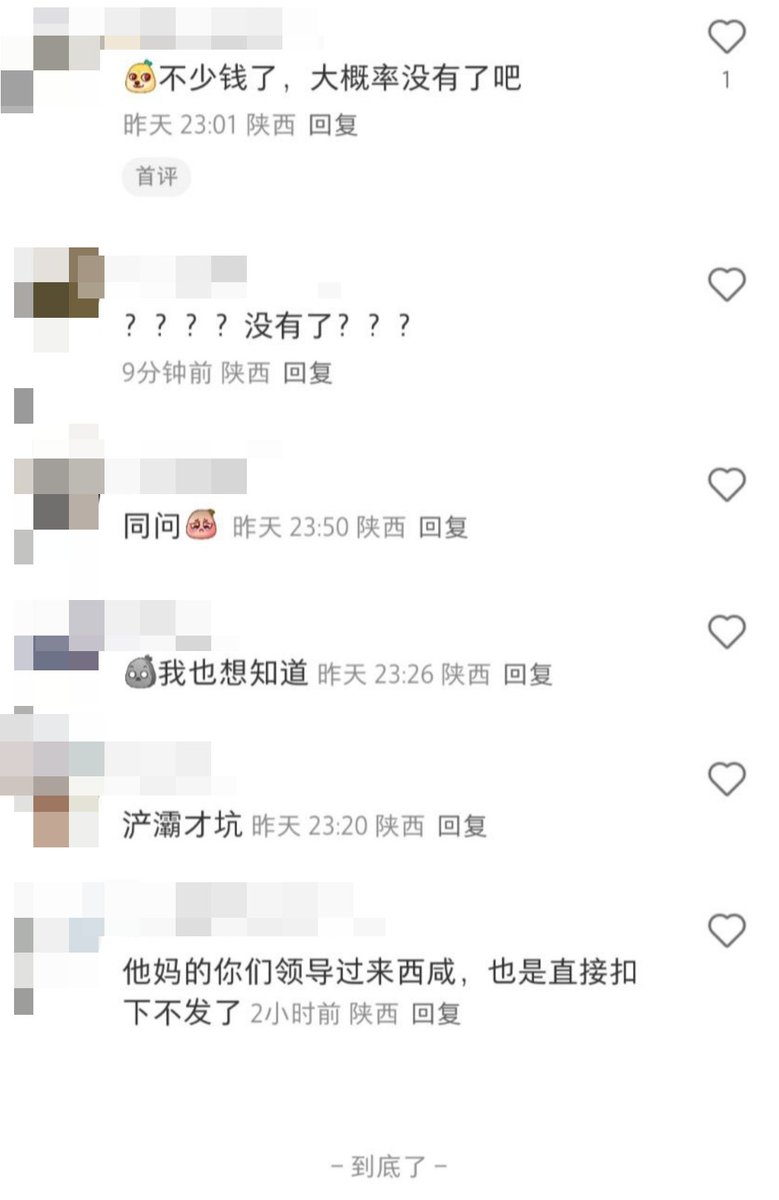 不少钱了，大概率没有了吧
昨天 23:01 陕西 回复
1
首评
？？？？没有了？？？
9分钟前 陕西 回复
同问 昨天 23:50 陕西 回复
我也想知道 昨天 23:26 陕西 回复
浐灞才坑 昨天 23:20 陕西 回复
他妈的你们领导过来西咸，也是直接扣
下不发了 2小时前 陕西 回复
- 到底了 -